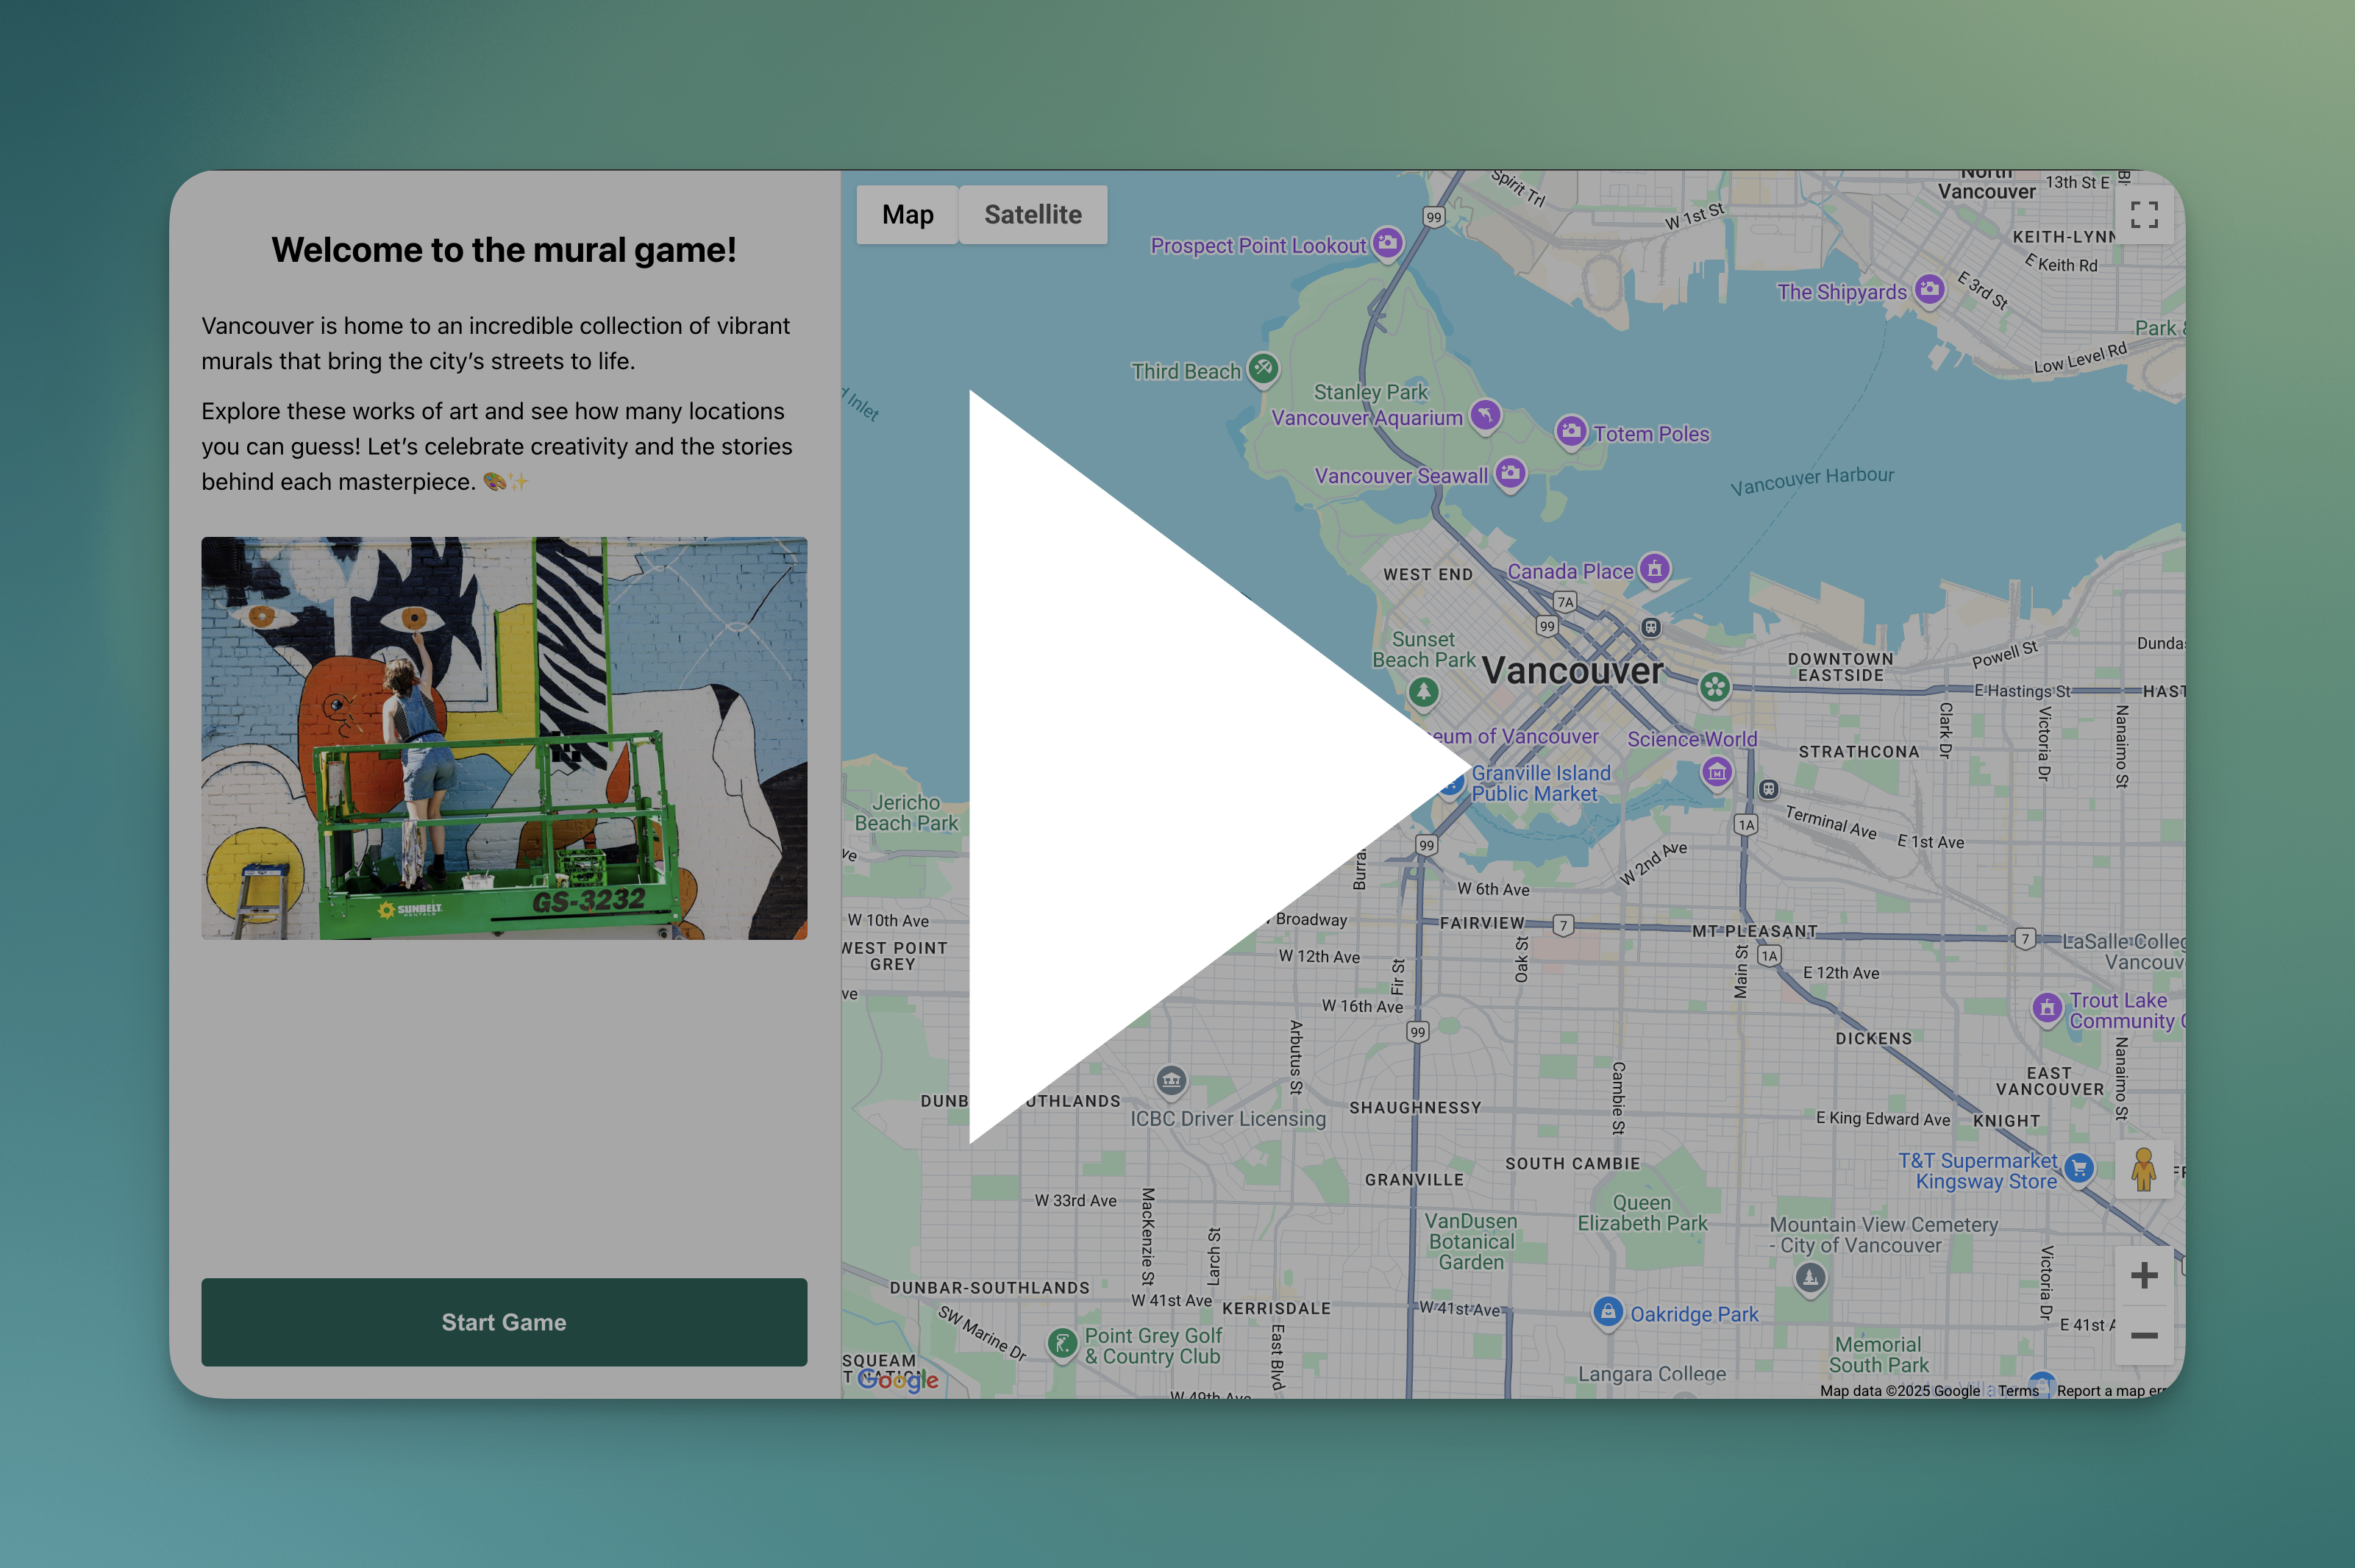 Welcome to the mural game!
Vancouver is home to an incredible collection of vibrant
murals that bring the city’s streets to life.
Explore these works of art and see how many locations
you can guess! Let’s celebrate creativity and the stories
behind each masterpiece. 🎨✨
SUNBELT
RENTALS
GS-3232
Start Game
Map
Satellite
Spirit Trl
99
W 1st St
North
Vancouver
13th St E
Prospect Point Lookout
KEITH-LYNN
E Keith Rd
The Shipyards
E 3rd St
Park &
Low Level Rd
Third Beach
Stanley Park
Vancouver Aquarium
Totem Poles
Vancouver Seawall
Vancouver Harbour
Inlet
WEST END
Canada Place
7A
99
Sunset
Beach Park
Vancouver
DOWNTOWN
EASTSIDE
Powell St
Dundas
E Hastings St
HAST
Clark Dr
Victoria Dr
Nanaimo St
eum of Vancouver
Science World
STRATHCONA
Granville Island
Public Market
Jericho
Beach Park
1A
Terminal Ave
E 1st Ave
99
W 2nd Ave
ve
Burra
W 6th Ave
W 10th Ave
Broadway
FAIRVIEW
7
MT PLEASANT
7
LaSalle Colleg
Vancouv
WEST POINT
GREY
W 12th Ave
Fir St
Oak St
Main St
1A
E 12th Ave
ve
W 16th Ave
Trout Lake
Community C
99
Arbutus St
DICKENS
Cambie St
Nanaimo St
EAST
VANCOUVER
DUNB
UTHLANDS
ICBC Driver Licensing
SHAUGHNESSY
E King Edward Ave
KNIGHT
SOUTH CAMBIE
T&T Supermarket
Kingsway Store
FR
GRANVILLE
W 33rd Ave
MacKenzie St
Larch St
VanDusen
Botanical
Garden
Queen
Elizabeth Park
Mountain View Cemetery
- City of Vancouver
Victoria Dr
DUNBAR-SOUTHLANDS
W 41st Ave
KERRISDALE
W 41st Ave
Oakridge Park
E 41st A
SW Marine Dr
Point Grey Golf
& Country Club
East Blvd
Memorial
South Park
SQUEAM
T NATION
Google
Langara College
W 49th Ave
Map data ©2025 Google
Terms
Report a map err